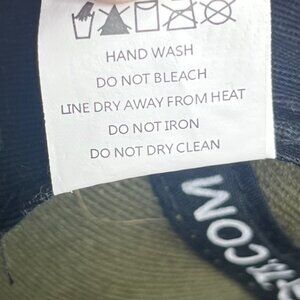 HAND WASH
DO NOT BLEACH
LINE DRY AWAY FROM HEAT
DO NOT IRON
DO NOT DRY CLEAN